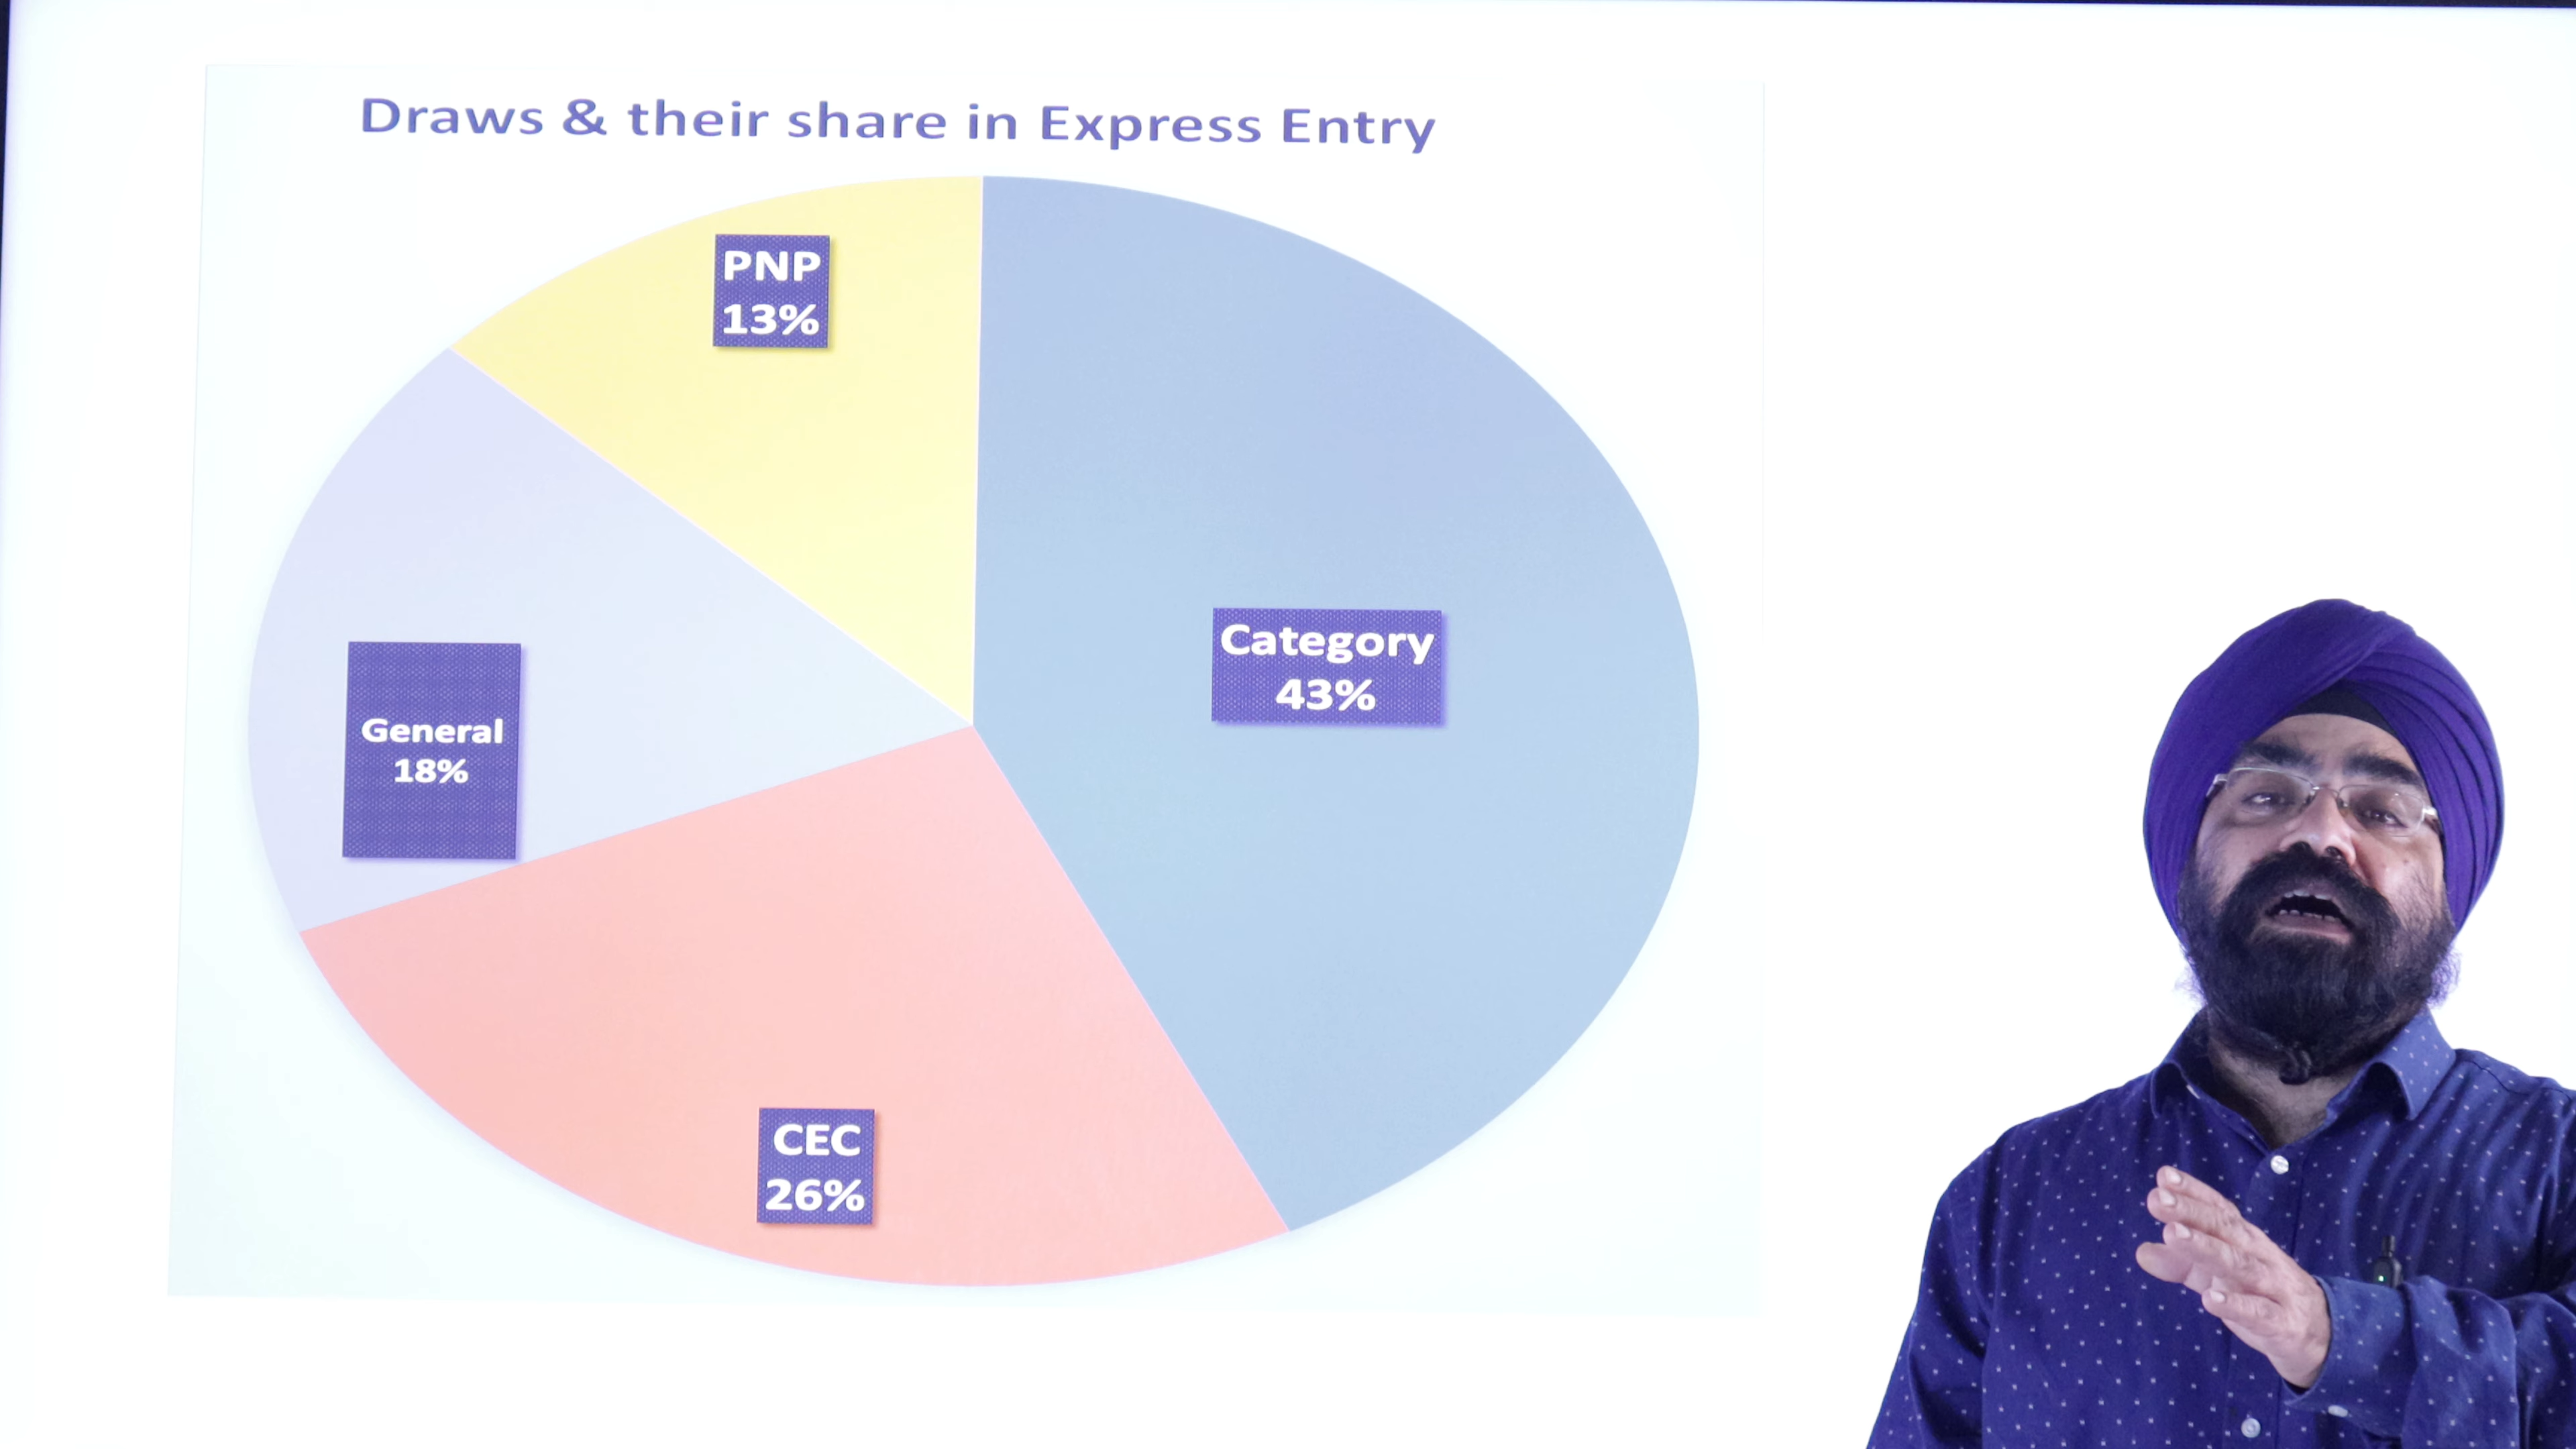 Draws & their share in Express Entry
PNP
13%
Category
43%
General
18%
CEC
26%